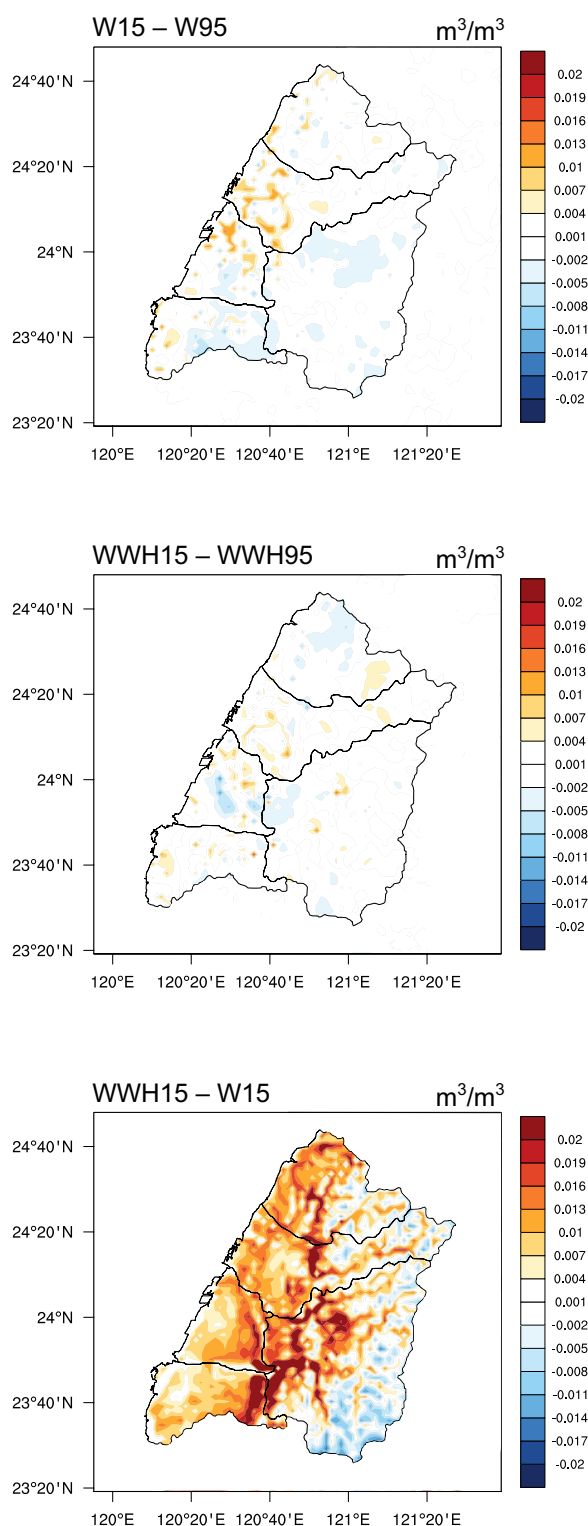 W15 – W95 m³/m³
24°40'N
24°20'N
24°N
23°40'N
23°20'N
120°E 120°20'E 120°40'E 121°E 121°20'E
0.02
0.019
0.016
0.013
0.01
0.007
0.004
0.001
-0.002
-0.005
-0.008
-0.011
-0.014
-0.017
-0.02
WWH15 – WWH95 m³/m³
24°40'N
24°20'N
24°N
23°40'N
23°20'N
120°E 120°20'E 120°40'E 121°E 121°20'E
0.02
0.019
0.016
0.013
0.01
0.007
0.004
0.001
-0.002
-0.005
-0.008
-0.011
-0.014
-0.017
-0.02
WWH15 – W15 m³/m³
24°40'N
24°20'N
24°N
23°40'N
23°20'N
120°E 120°20'E 120°40'E 121°E 121°20'E
0.02
0.019
0.016
0.013
0.01
0.007
0.004
0.001
-0.002
-0.005
-0.008
-0.011
-0.014
-0.017
-0.02